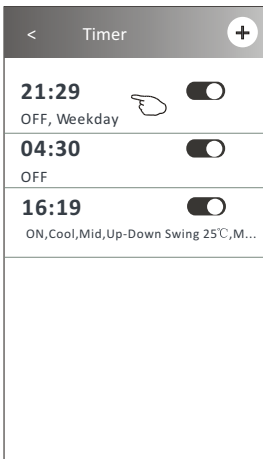 < Timer +
21:29
OFF, Weekday
04:30
OFF
16:19
ON,Cool,Mid,Up-Down Swing 25℃,M...